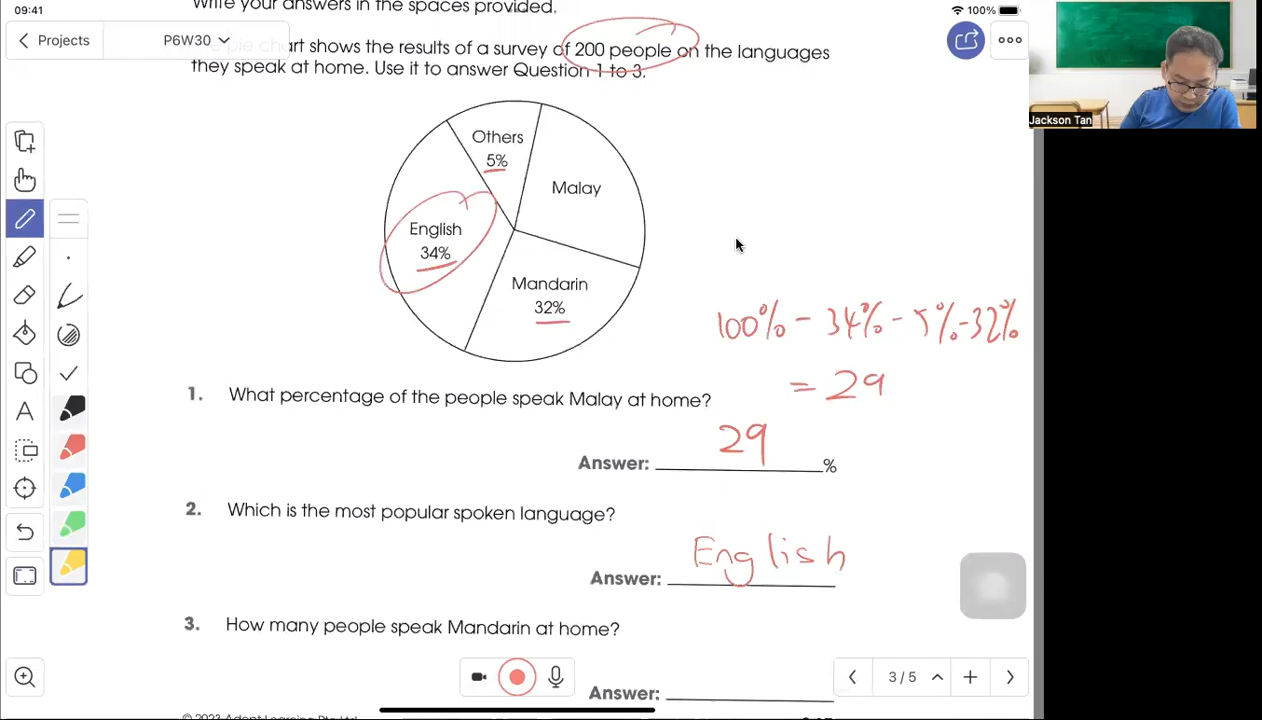 09:41
100%
Write your answers in the spaces provided.
Projects
P6W30
pie chart shows the results of a survey of 200 people on the languages
they speak at home. Use it to answer Question 1 to 3.
Jackson Tan
Others
5%
Malay
English
34%
Mandarin
32%
100% - 34% - 5% - 32%
= 29
1. What percentage of the people speak Malay at home?
29
Answer: %
2. Which is the most popular spoken language?
English
Answer:
3. How many people speak Mandarin at home?
3 / 5
Answer:
A